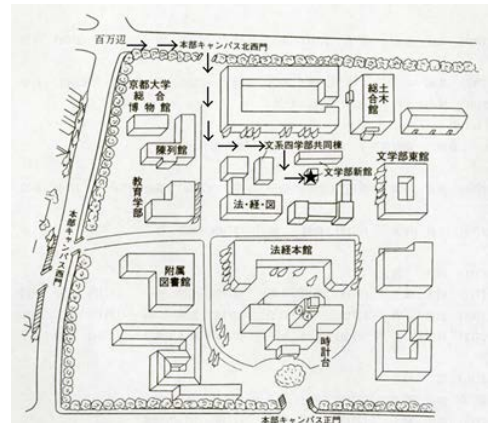 百万辺
本部キャンパス北西門
京都大学
総合
博物館
陳列館
教育学部
総合館
土木
文系四学部共同棟
文学部新館
文学部東館
法・経・図
本部キャンパス西門
法経本館
附属
図書館
時計台
本部キャンパス正門